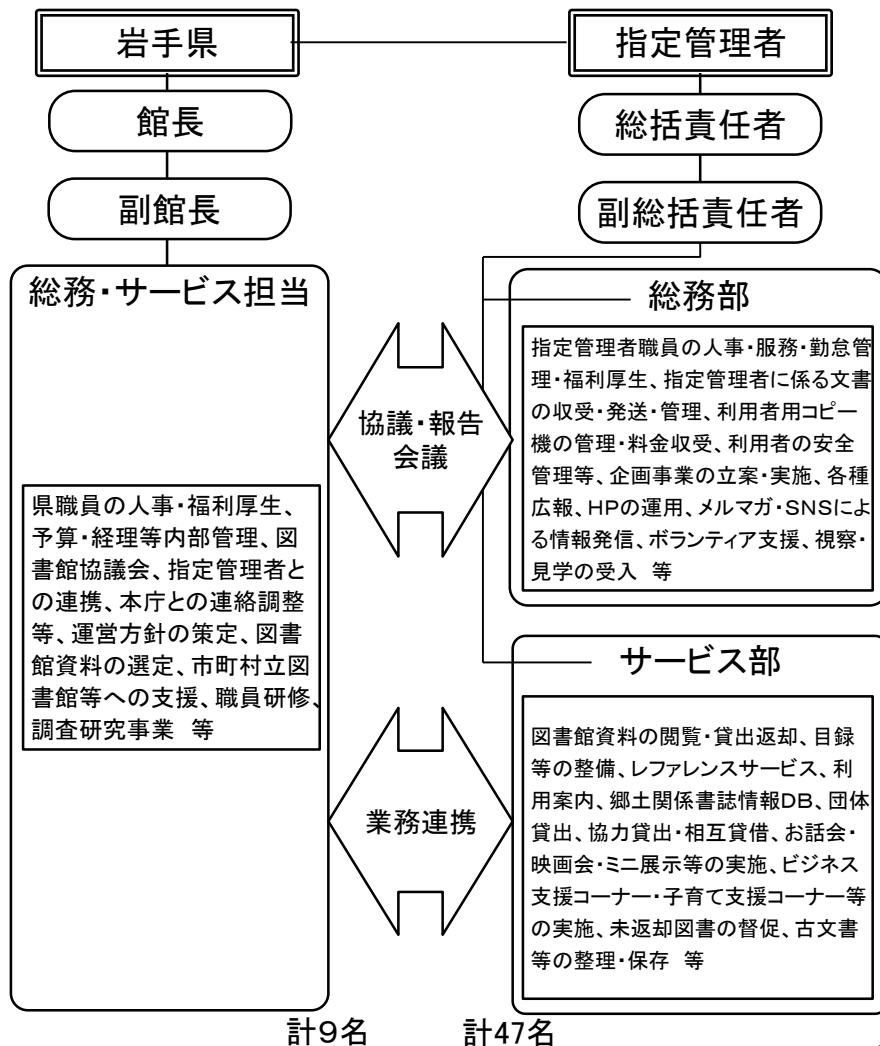 岩手県
指定管理者
館長
総括責任者
副館長
副総括責任者
総務・サービス担当
県職員の人事・福利厚生、
予算・経理等内部管理、図
書館協議会、指定管理者と
の連携、本庁との連絡調整
等、運営方針の策定、図書
館資料の選定、市町村立図
書館等への支援、職員研修、
調査研究事業 等
協議・報告
会議
業務連携
総務部
指定管理者職員の人事・服務・勤怠管
理・福利厚生、指定管理者に係る文書
の収受・発送・管理、利用者用コピー
機の管理・料金収受、利用者の安全
管理等、企画事業の立案・実施、各種
広報、HPの運用、メルマガ・SNSによ
る情報発信、ボランティア支援、視察・
見学の受入 等
サービス部
図書館資料の閲覧・貸出返却、目録
等の整備、レファレンスサービス、利
用案内、郷土関係書誌情報DB、団体
貸出、協力貸出・相互貸借、お話会・
映画会・ミニ展示等の実施、ビジネス
支援コーナー・子育て支援コーナー等
の実施、未返却図書の督促、古文書
等の整理・保存 等
計9名
計47名